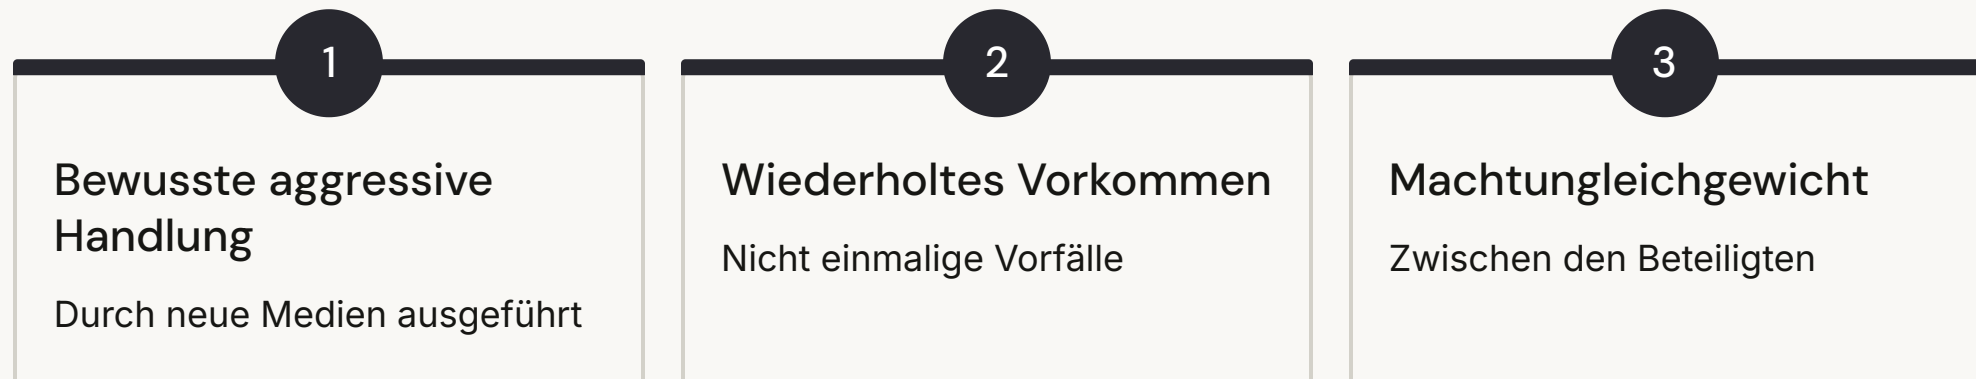 1
Bewusste aggressive
Handlung
Durch neue Medien ausgeführt
2
Wiederholtes Vorkommen
Nicht einmalige Vorfälle
3
Machtungleichgewicht
Zwischen den Beteiligten